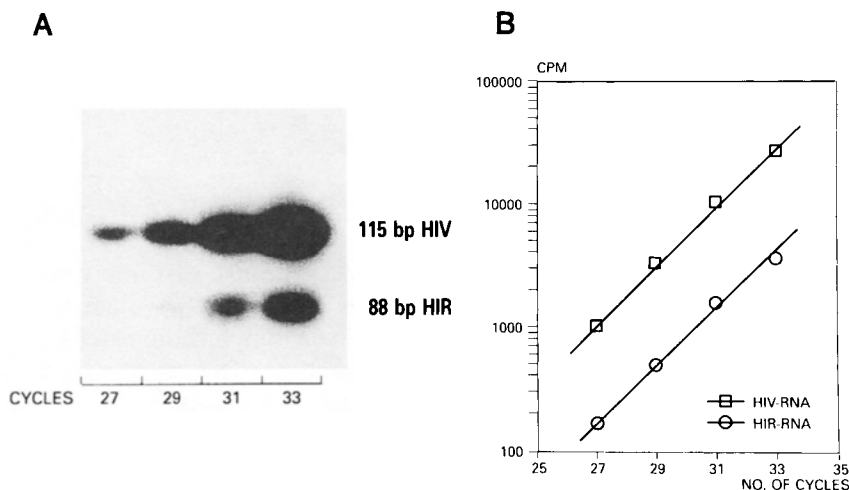 A
115 bp HIV
88 bp HIR
CYCLES 27 29 31 33
B
CPM
100000
10000
1000
100
HIV-RNA
HIR-RNA
25 27 29 31 33 35
NO. OF CYCLES